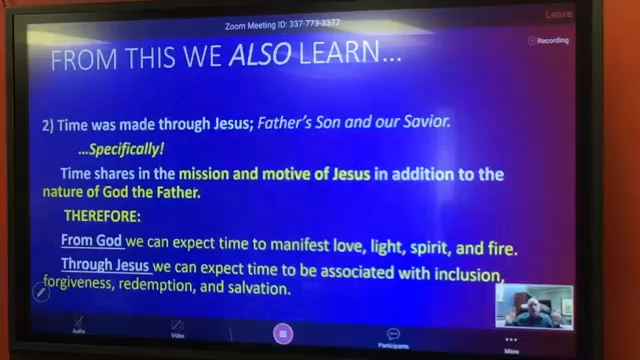 Zoom Meeting ID: 337-773-3377
Leave
Recording
FROM THIS WE ALSO LEARN...
2) Time was made through Jesus; Father's Son and our Savior.
...Specifically!
Time shares in the mission and motive of Jesus in addition to the
nature of God the Father.
THEREFORE:
From God we can expect time to manifest love, light, spirit, and fire.
Through Jesus we can expect time to be associated with inclusion,
forgiveness, redemption, and salvation.
Audio
Video
Participants
More